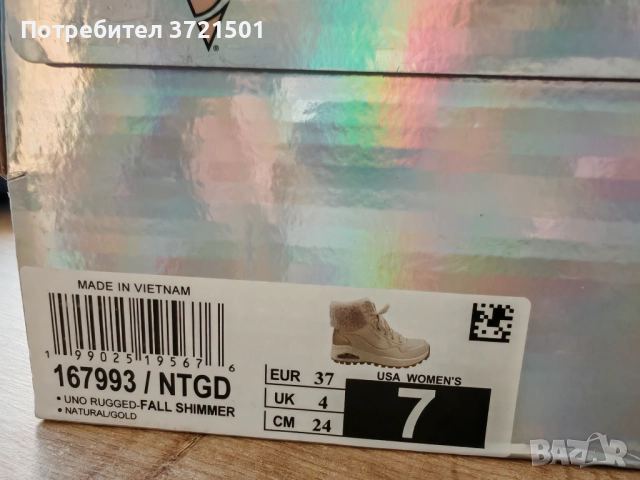 Потребител 3721501
®
MADE IN VIETNAM
1 99025 19567 6
167993 / NTGD
• UNO RUGGED-FALL SHIMMER
• NATURAL/GOLD
EUR 37
UK 4
CM 24
USA WOMEN'S
7
BAZAR